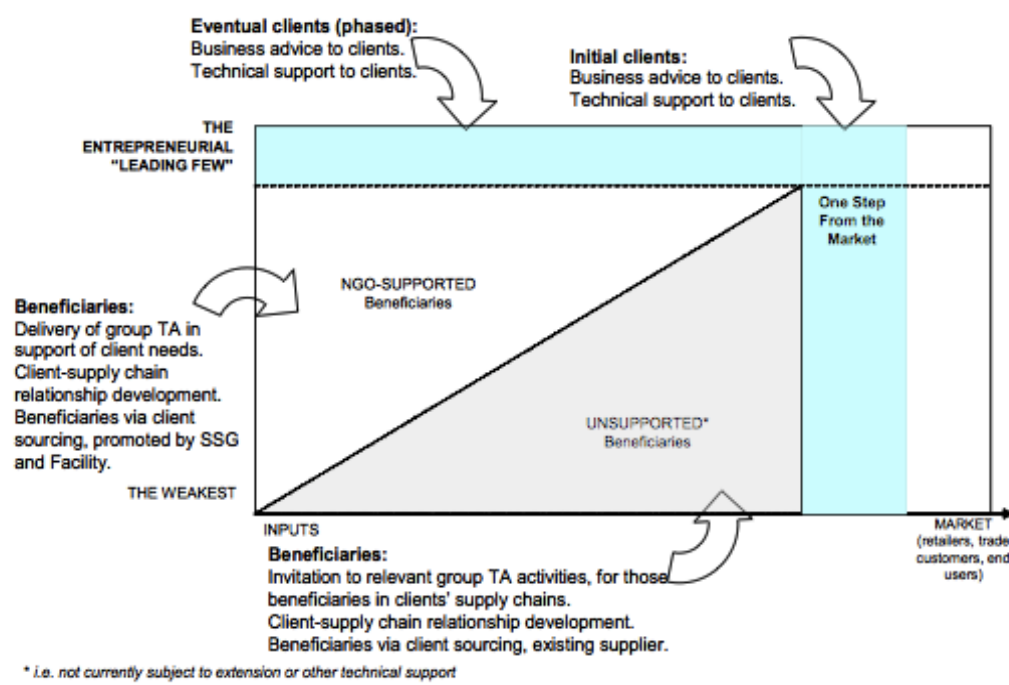 Eventual clients (phased):
Business advice to clients.
Technical support to clients.
Initial clients:
Business advice to clients.
Technical support to clients.
THE
ENTREPRENEURIAL
"LEADING FEW"
One Step
From the
Market
NGO-SUPPORTED
Beneficiaries
Beneficiaries:
Delivery of group TA in
support of client needs.
Client-supply chain
relationship development.
Beneficiaries via client
sourcing, promoted by SSG
and Facility.
UNSUPPORTED*
Beneficiaries
THE WEAKEST
INPUTS
MARKET
(retailers, trade
customers, end
users)
Beneficiaries:
Invitation to relevant group TA activities, for those
beneficiaries in clients' supply chains.
Client-supply chain relationship development.
Beneficiaries via client sourcing, existing supplier.
* i.e. not currently subject to extension or other technical support